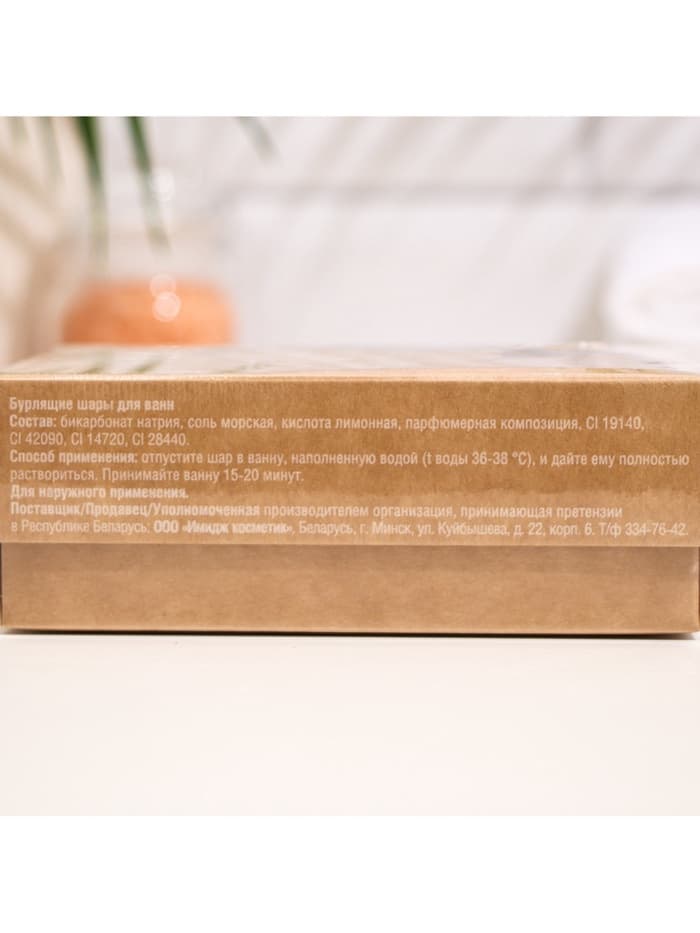 Бурлящие шары для ванн
Состав: бикарбонат натрия, соль морская, кислота лимонная, парфюмерная композиция, CI 19140,
CI 42090, CI 14720, CI 28440.
Способ применения: отпустите шар в ванну, наполненную водой (t воды 36-38 °C), и дайте ему полностью
раствориться. Принимайте ванну 15-20 минут.
Для наружного применения.
Поставщик/Продавец/Уполномоченная производителем организация, принимающая претензии
в Республике Беларусь: ООО «Имидж косметик», Беларусь, г. Минск, ул. Куйбышева, д. 22, корп. 6. Т/ф 334-76-42.